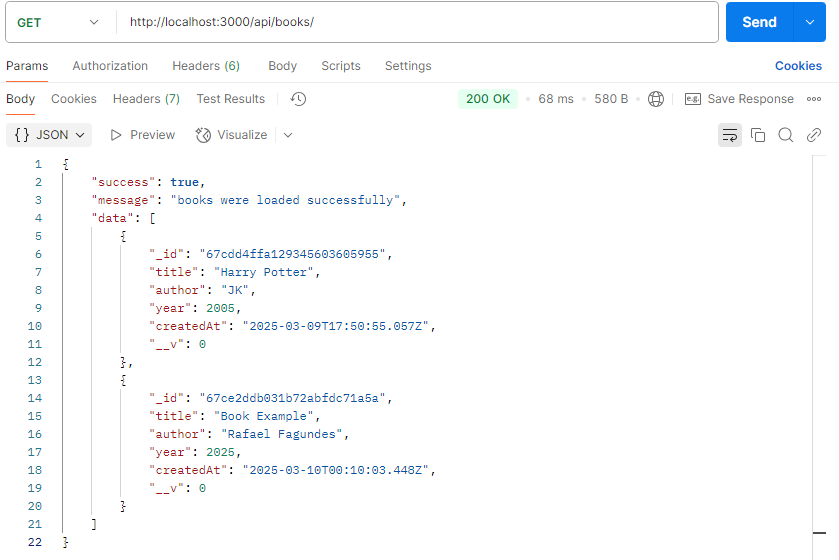 GET http://localhost:3000/api/books/ Send
Params Authorization Headers (6) Body Scripts Settings Cookies
Body Cookies Headers (7) Test Results 200 OK • 68 ms • 580 B • e.g. Save Response
{} JSON Preview Visualize
1 {
2 "success": true,
3 "message": "books were loaded successfully",
4 "data": [
5 {
6 "_id": "67cdd4ffa129345603605955",
7 "title": "Harry Potter",
8 "author": "JK",
9 "year": 2005,
10 "createdAt": "2025-03-09T17:50:55.057Z",
11 "__v": 0
12 },
13 {
14 "_id": "67ce2ddb031b72abfdc71a5a",
15 "title": "Book Example",
16 "author": "Rafael Fagundes",
17 "year": 2025,
18 "createdAt": "2025-03-10T00:10:03.448Z",
19 "__v": 0
20 }
21 ]
22 }